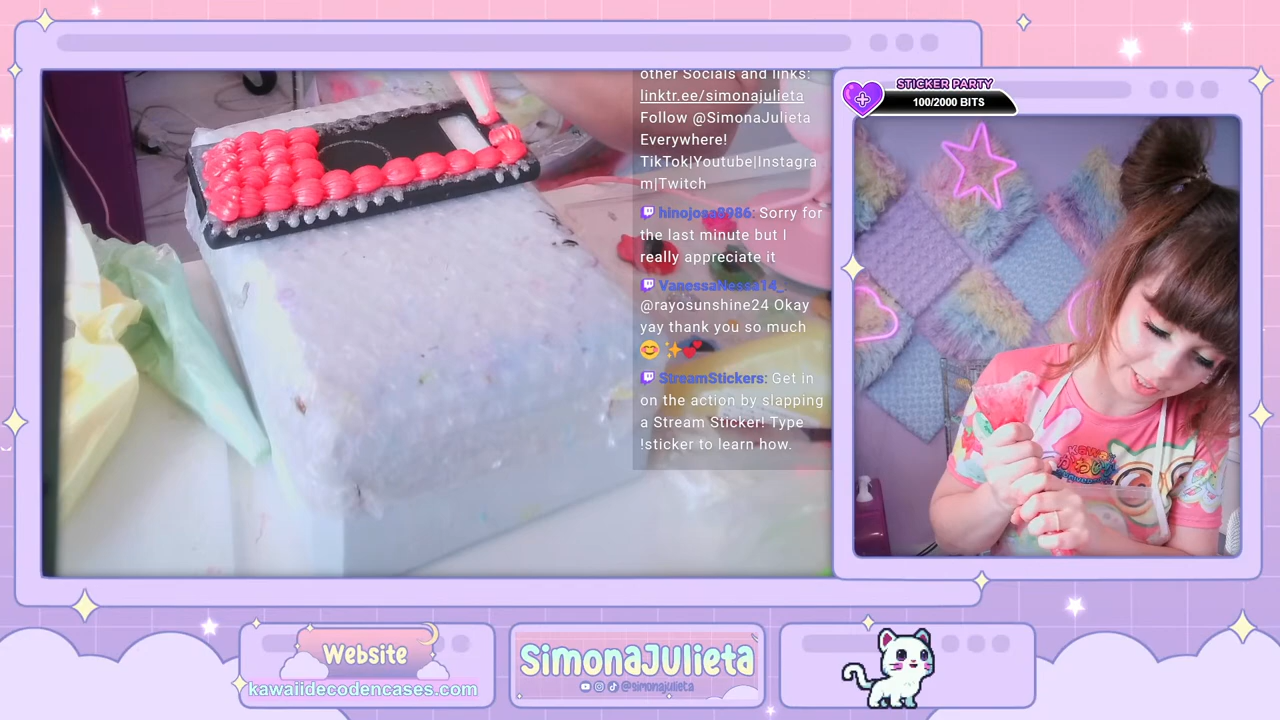 STICKER PARTY
100/2000 BITS
other Socials and links:
linktr.ee/simonajulieta
Follow @SimonaJulieta
Everywhere!
TikTok|Youtube|Instagra
m|Twitch
hinojosa8986: Sorry for
the last minute but I
really appreciate it
VanessaNessa14_:
@rayosunshine24 Okay
yay thank you so much
😊 ✨💕
StreamStickers: Get in
on the action by slapping
a Stream Sticker! Type
!sticker to learn how.
Kawaii
Website
kawaiidecodencases.com
SimonaJulieta
@simonajulieta